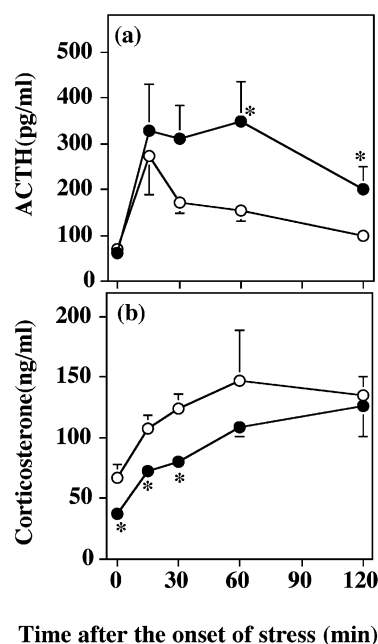 (a)
500
400
300
200
100
0
ACTH(pg/ml)
*
*
(b)
200
150
100
50
0
Corticosterone(ng/ml)
*
*
*
0 30 60 90 120
Time after the onset of stress (min)